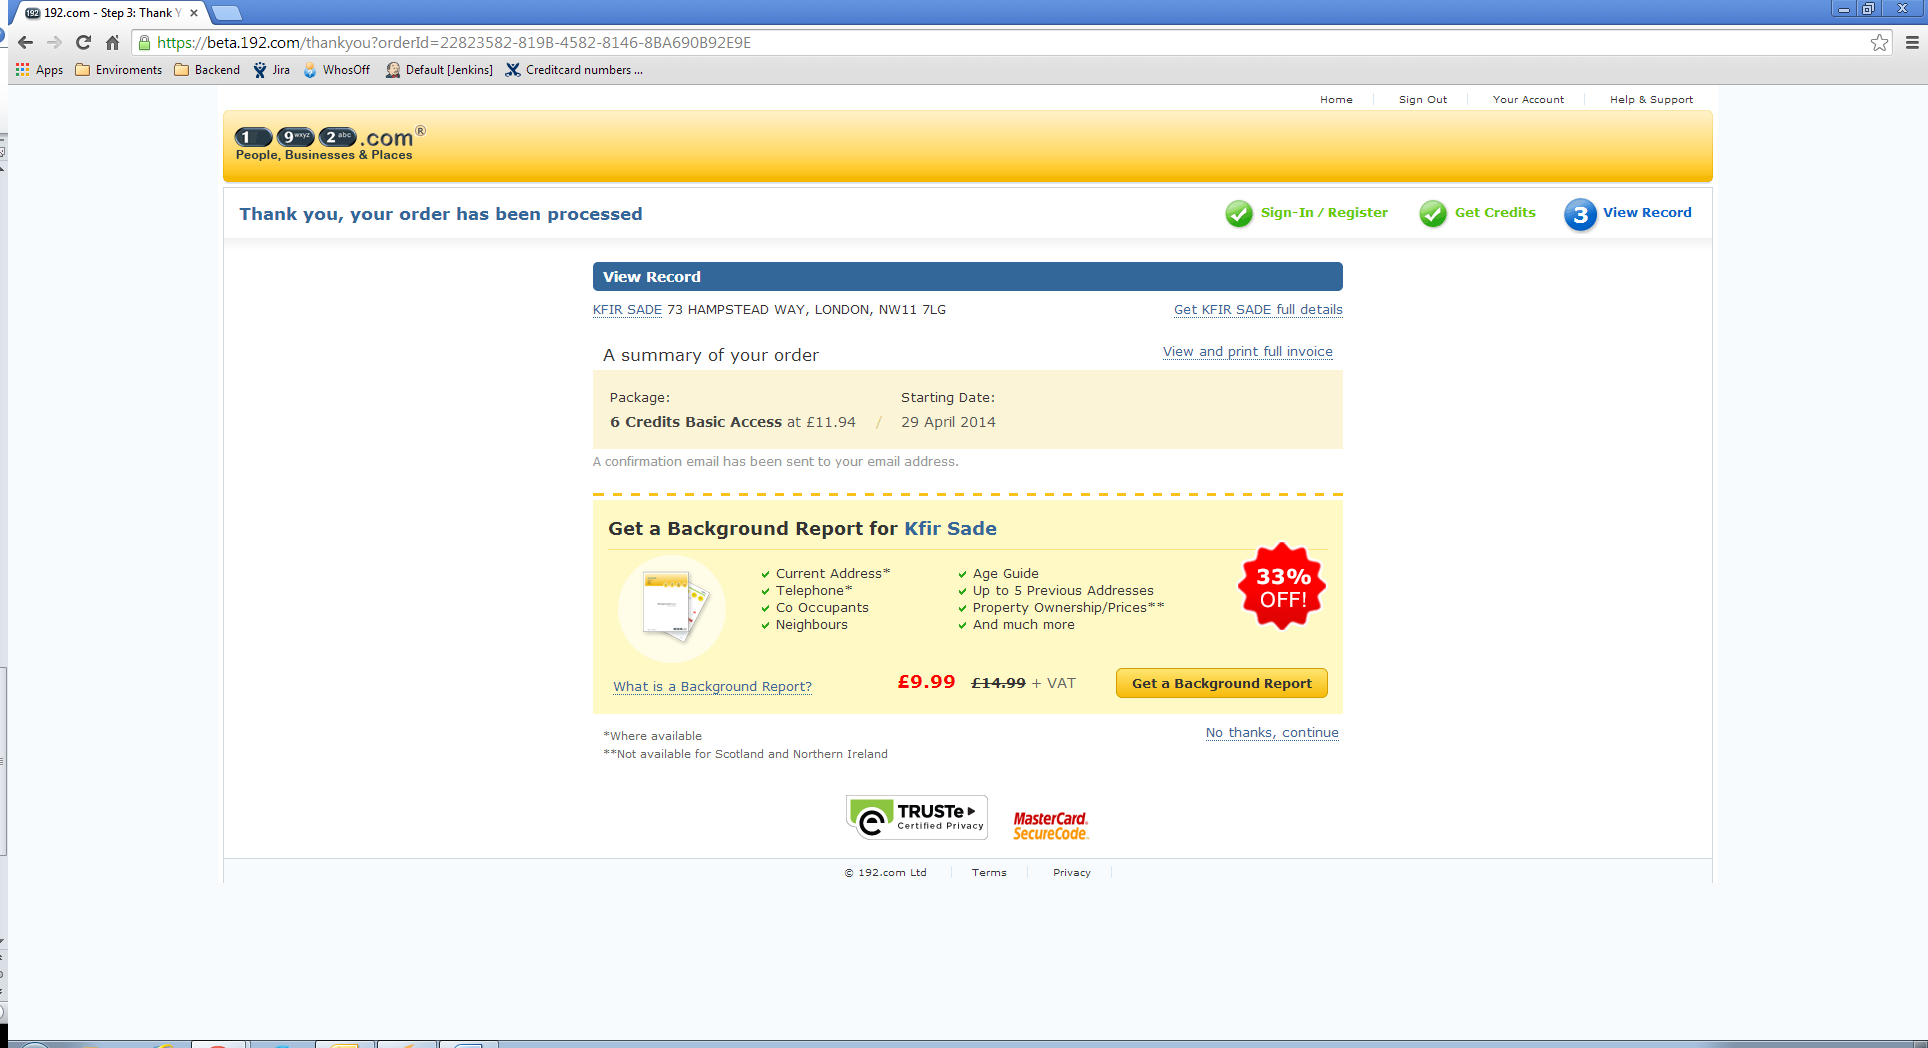 192.com - Step 3: Thank Y
https://beta.192.com/thankyou?orderId=22823582-819B-4582-8146-8BA690B92E9E
Apps Enviroments Backend Jira WhosOff Default [Jenkins] Creditcard numbers ...
Home Sign Out Your Account Help & Support
1 9 wxyz 2 abc .com®
People, Businesses & Places
Thank you, your order has been processed
Sign-In / Register Get Credits 3 View Record
View Record
KFIR SADE 73 HAMPSTEAD WAY, LONDON, NW11 7LG Get KFIR SADE full details
A summary of your order View and print full invoice
Package: Starting Date:
6 Credits Basic Access at £11.94 / 29 April 2014
A confirmation email has been sent to your email address.
Get a Background Report for Kfir Sade
Current Address* Age Guide
Telephone* Up to 5 Previous Addresses
Co Occupants Property Ownership/Prices**
Neighbours And much more
33%
OFF!
What is a Background Report? £9.99 £14.99 + VAT Get a Background Report
*Where available No thanks, continue
**Not available for Scotland and Northern Ireland
TRUSTe
Certified Privacy
MasterCard.
SecureCode.
© 192.com Ltd Terms Privacy